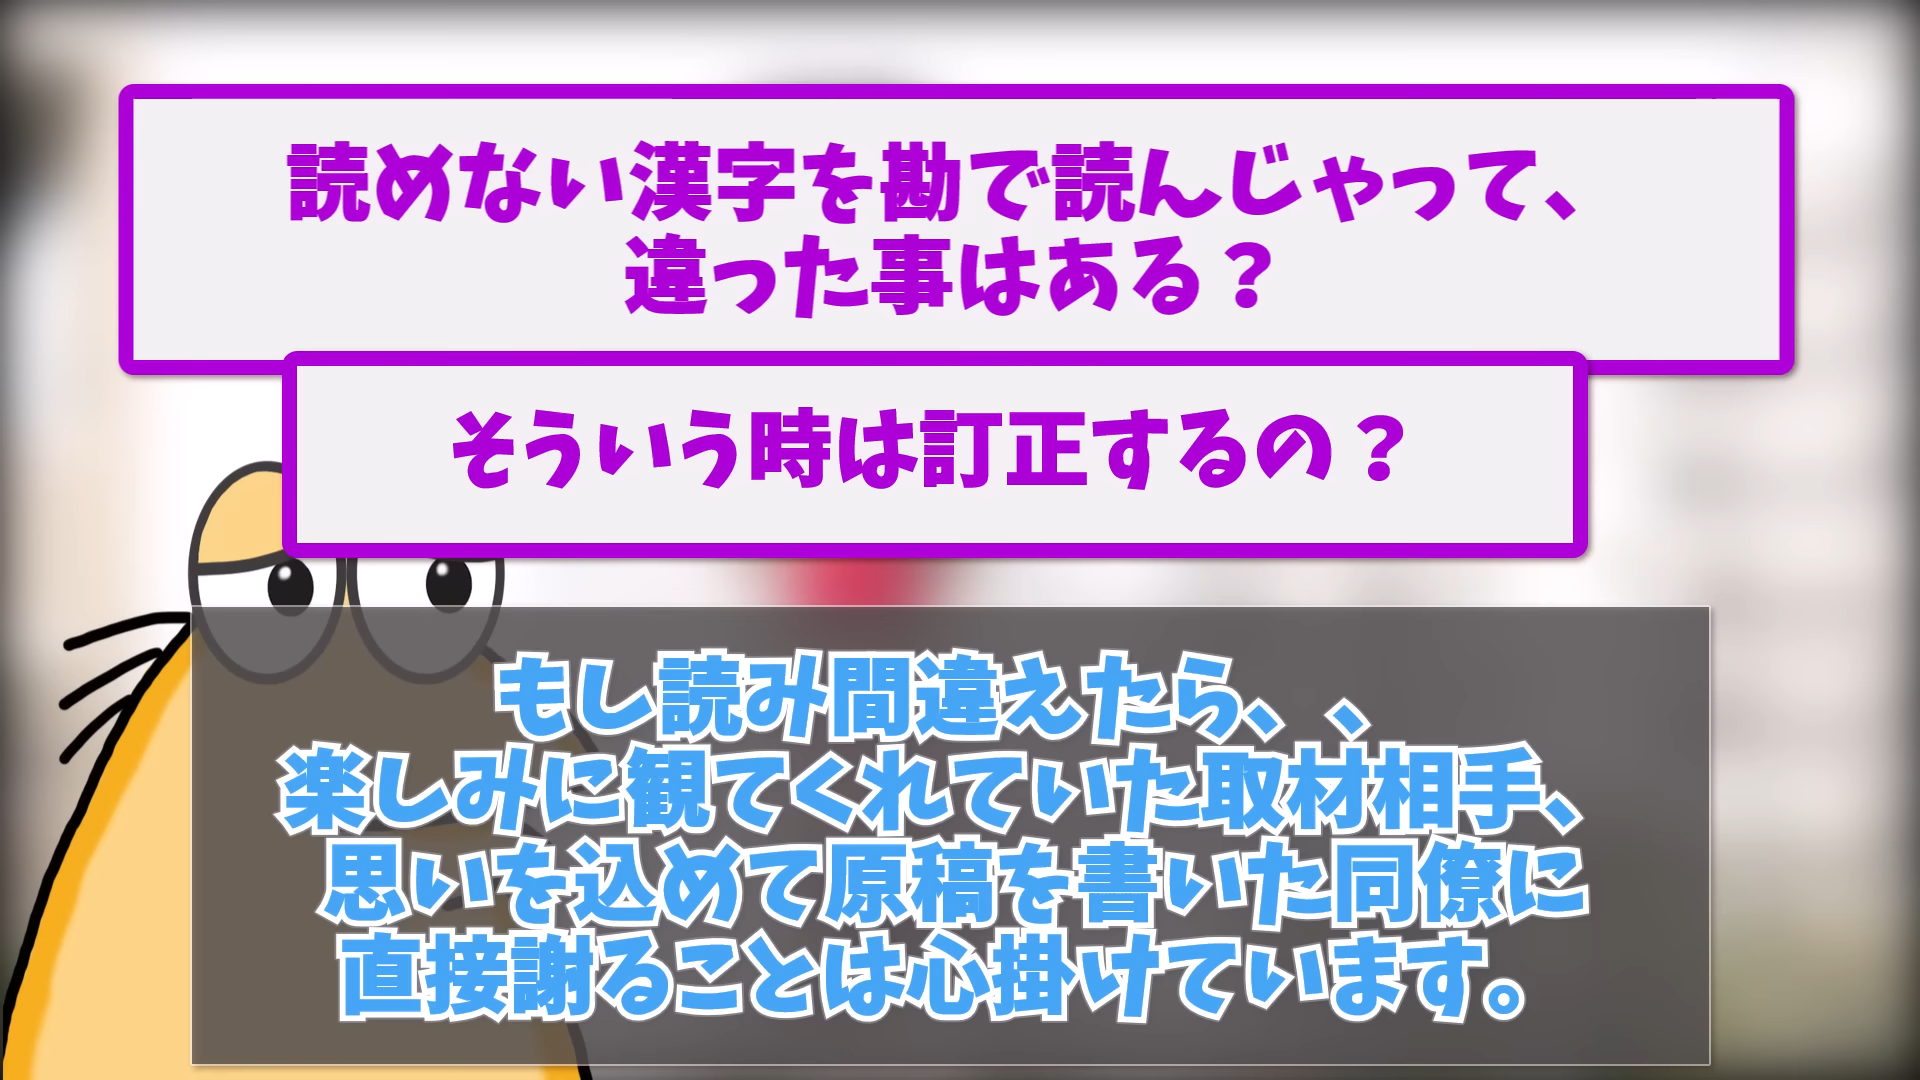 読めない漢字を勘で読んじゃって、
違った事はある？
そういう時は訂正するの？
もし読み間違えたら、、
楽しみに観てくれていた取材相手、
思いを込めて原稿を書いた同僚に
直接謝ることは心掛けています。